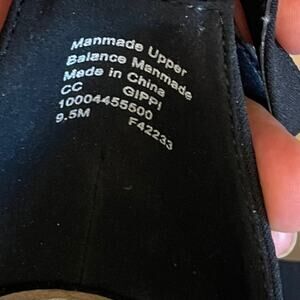 Manmade Upper
Balance Manmade
Made in China
CC GIPPI
10004455500
9.5M F42233